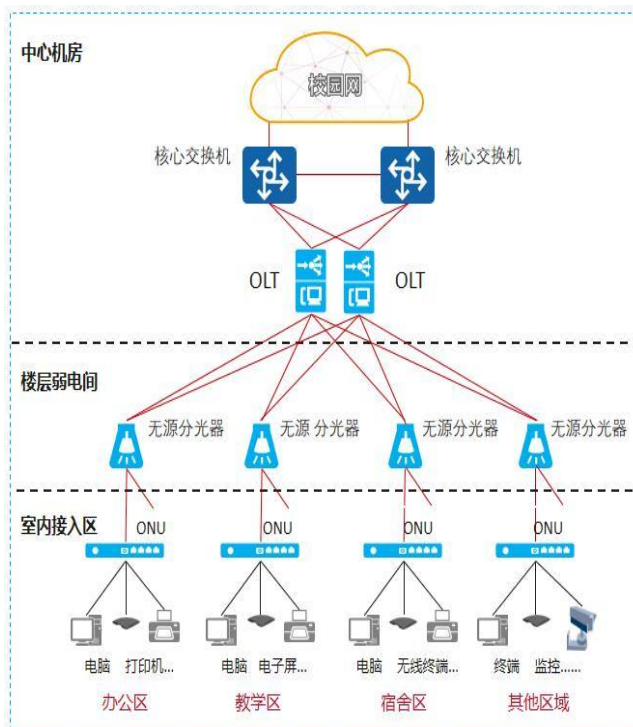 中心机房
校园网
核心交换机
核心交换机
OLT
OLT
楼层弱电间
无源分光器
无源 分光器
无源分光器
无源分光器
室内接入区
ONU
ONU
ONU
ONU
电脑 打印机...
电脑 电子屏...
电脑 无线终端...
终端 监控......
办公区
教学区
宿舍区
其他区域